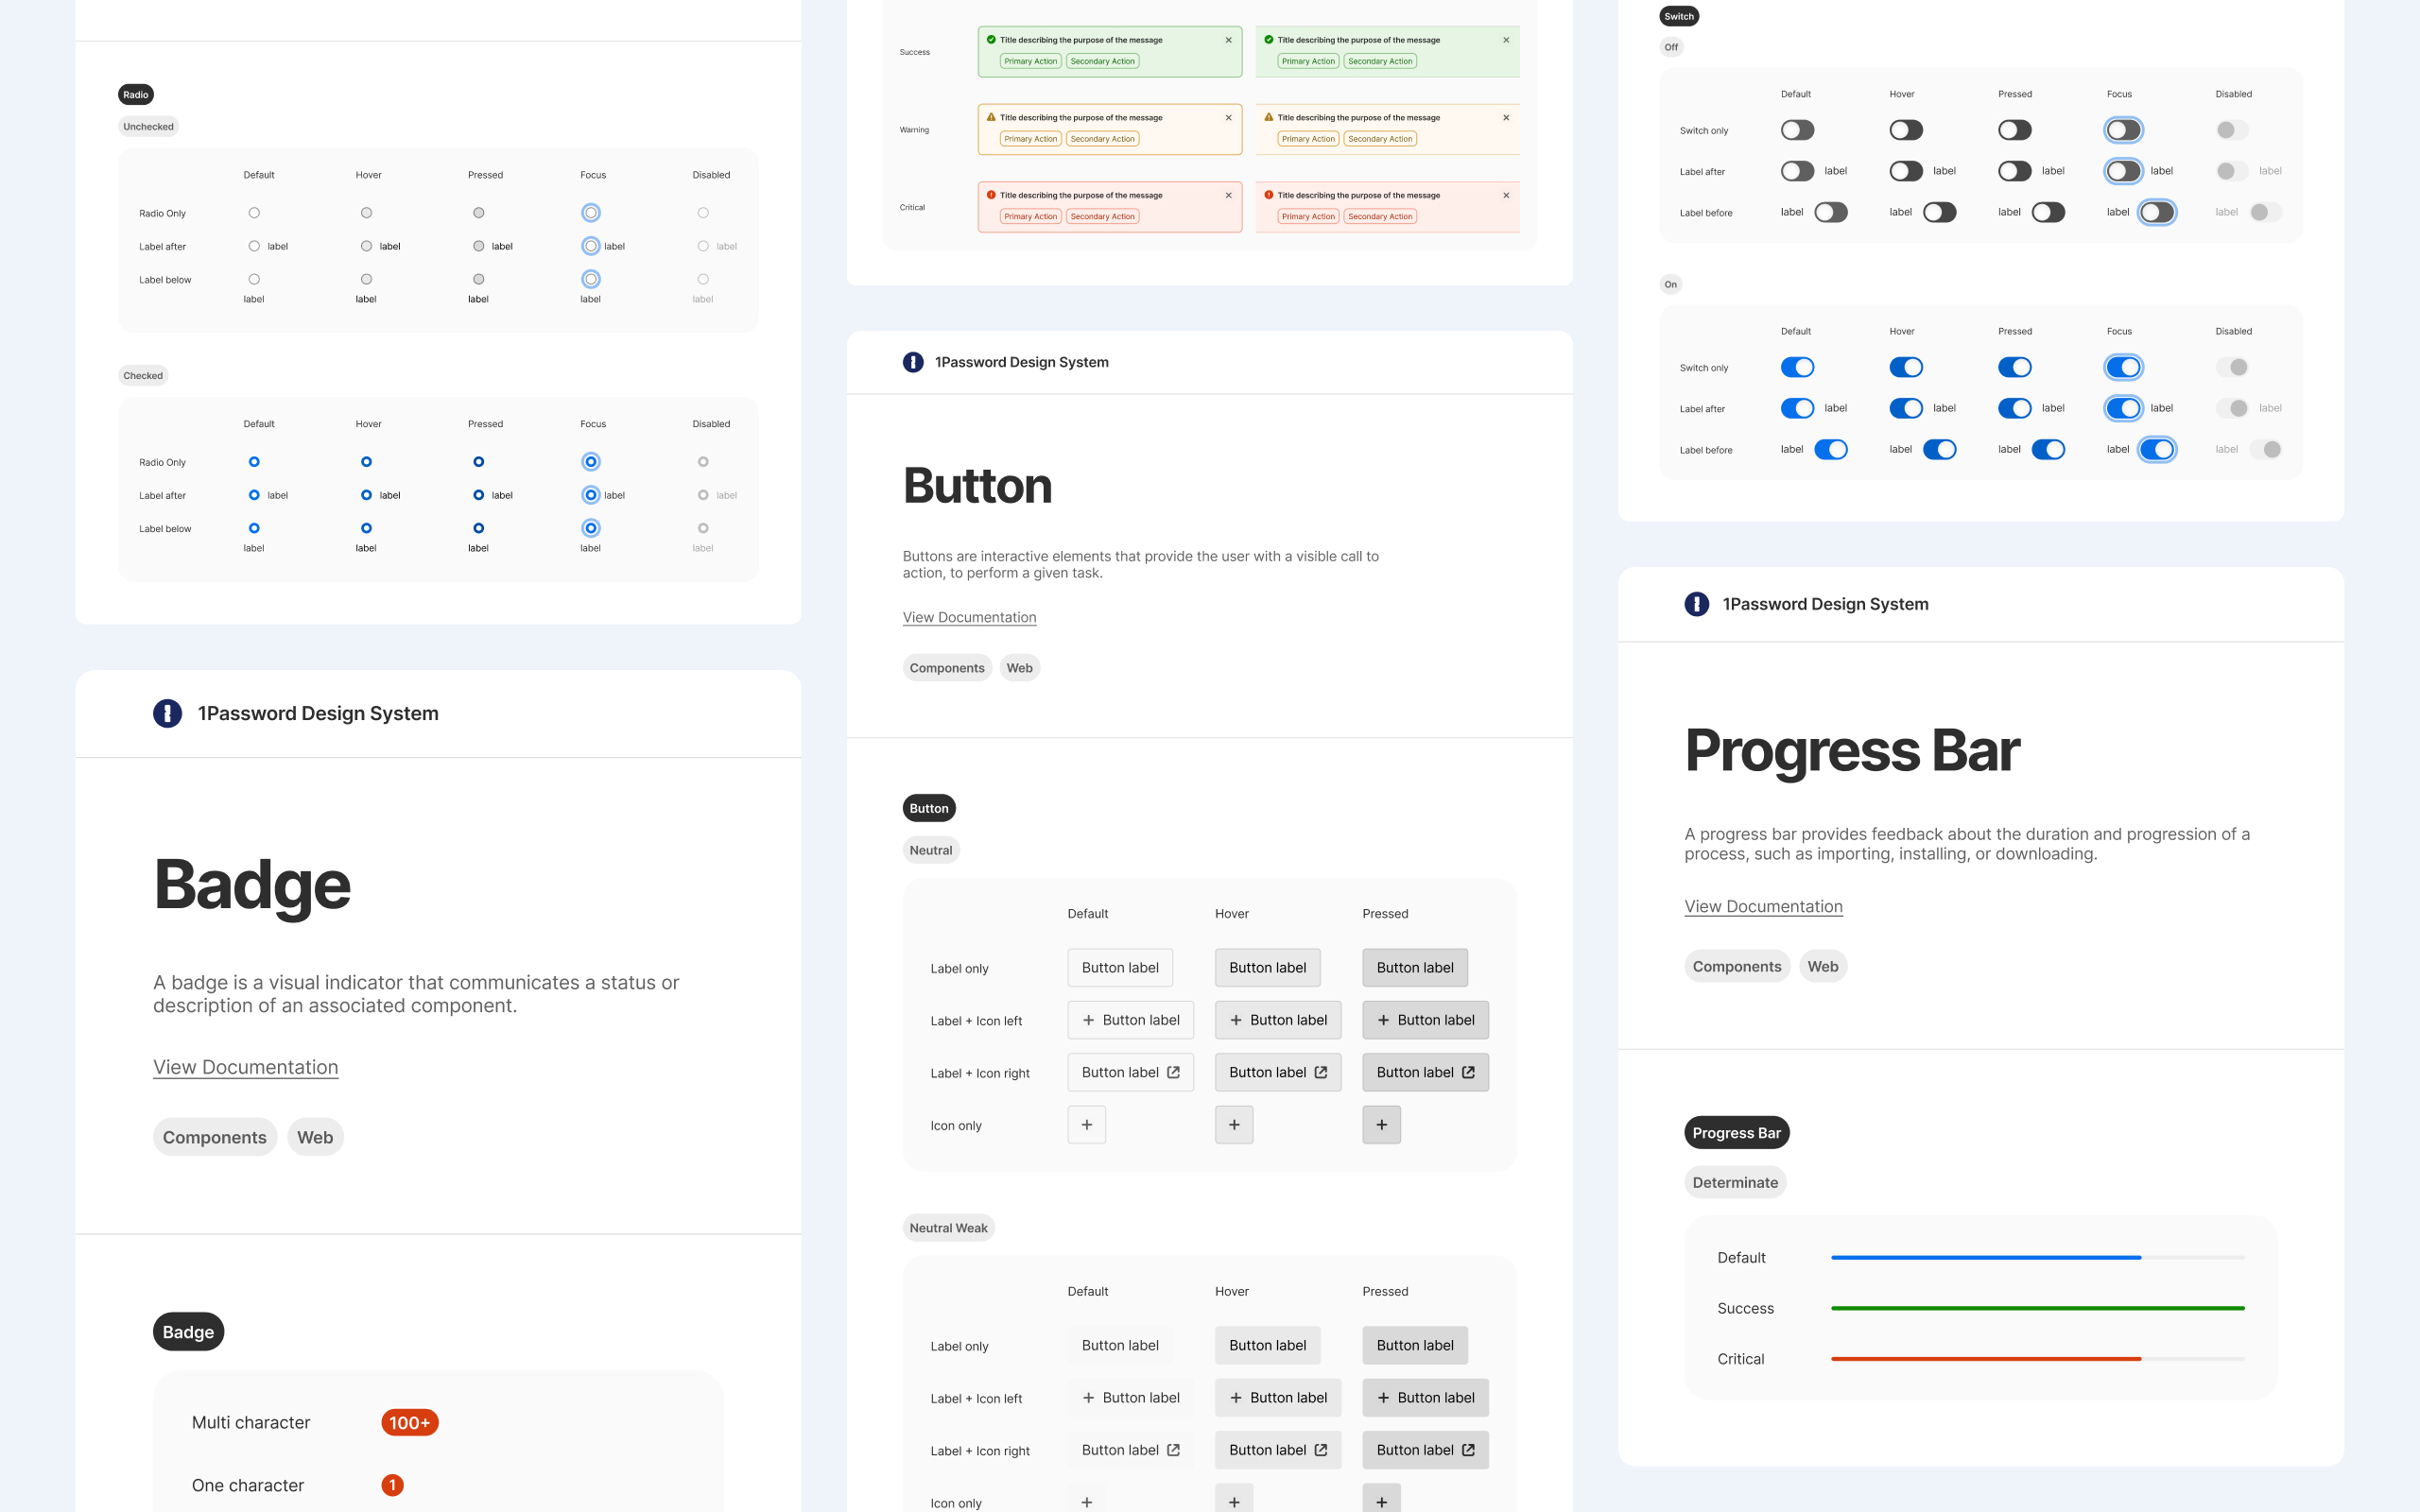 Radio
Unchecked
Default Hover Pressed Focus Disabled
Radio Only
Label after label label label label label
Label below
label label label label label
Checked
Default Hover Pressed Focus Disabled
Radio Only
Label after label label label label label
Label below
label label label label label
1Password Design System
Badge
A badge is a visual indicator that communicates a status or
description of an associated component.
View Documentation
Components Web
Badge
Multi character 100+
One character 1
Success Title describing the purpose of the message Title describing the purpose of the message
Primary Action Secondary Action Primary Action Secondary Action
Warning Title describing the purpose of the message Title describing the purpose of the message
Primary Action Secondary Action Primary Action Secondary Action
Critical Title describing the purpose of the message Title describing the purpose of the message
Primary Action Secondary Action Primary Action Secondary Action
1Password Design System
Button
Buttons are interactive elements that provide the user with a visible call to
action, to perform a given task.
View Documentation
Components Web
Button
Neutral
Default Hover Pressed
Label only Button label Button label Button label
Label + Icon left Button label Button label Button label
Label + Icon right Button label Button label Button label
Icon only
Neutral Weak
Default Hover Pressed
Label only Button label Button label Button label
Label + Icon left Button label Button label Button label
Label + Icon right Button label Button label Button label
Icon only
Switch
Off
Default Hover Pressed Focus Disabled
Switch only
Label after label label label label label
Label before label label label label label
On
Default Hover Pressed Focus Disabled
Switch only
Label after label label label label label
Label before label label label label label
1Password Design System
Progress Bar
A progress bar provides feedback about the duration and progression of a
process, such as importing, installing, or downloading.
View Documentation
Components Web
Progress Bar
Determinate
Default
Success
Critical